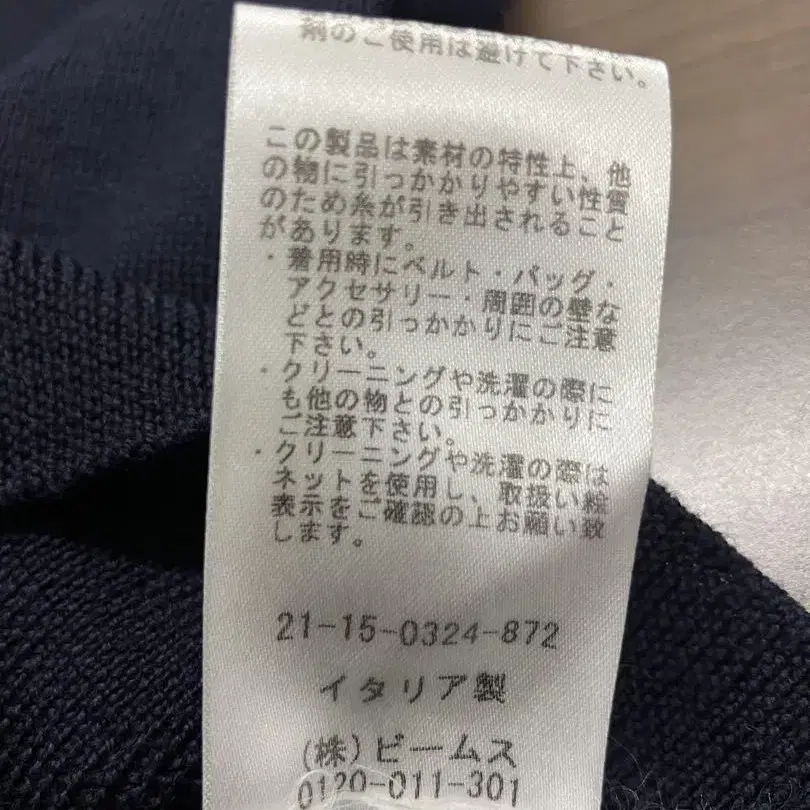 剤のご使用は避けて下さい。
この製品は素材の特性上、他
の物に引っかかりやすい性質
のため糸が引き出されること
があります。
・着用時にベルト・バッグ・
アクセサリー・周囲の壁な
どとの引っかかりにご注意
下さい。
・クリーニングや洗濯の際に
も他の物との引っかかりに
ご注意下さい。
・クリーニングや洗濯の際は
ネットを使用し、取扱い絵
表示をご確認の上お願い致
します。
21-15-0324-872
イタリア製
(株)ビームス
0120-011-301